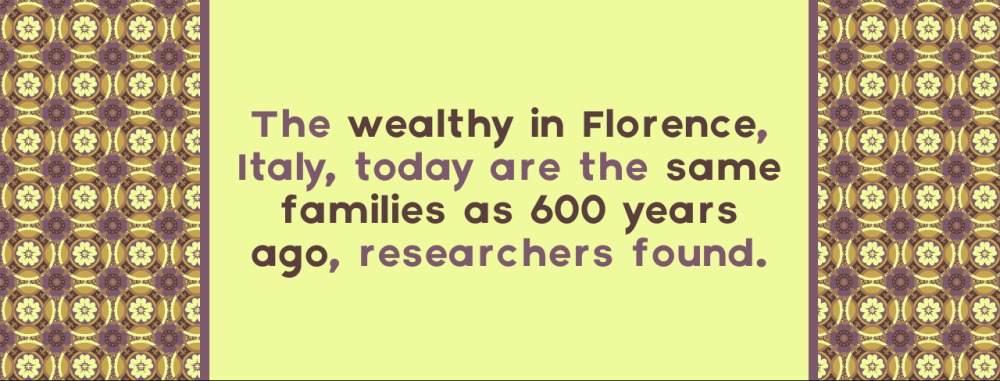 The wealthy in Florence,
Italy, today are the same
families as 600 years
ago, researchers found.